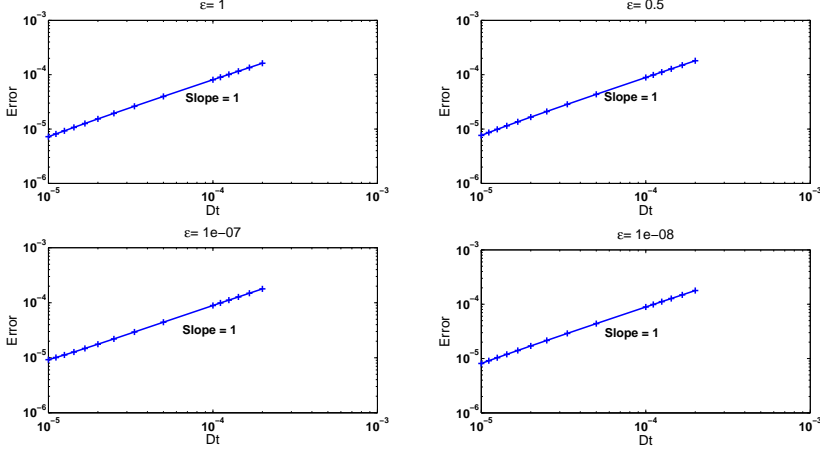 ε= 1
10⁻³
10⁻⁴
10⁻⁵
10⁻⁶
Error
Slope = 1
10⁻⁵
10⁻⁴
10⁻³
Dt
ε= 0.5
10⁻³
10⁻⁴
10⁻⁵
10⁻⁶
Error
Slope = 1
10⁻⁵
10⁻⁴
10⁻³
Dt
ε= 1e−07
10⁻³
10⁻⁴
10⁻⁵
10⁻⁶
Error
Slope = 1
10⁻⁵
10⁻⁴
10⁻³
Dt
ε= 1e−08
10⁻³
10⁻⁴
10⁻⁵
10⁻⁶
Error
Slope = 1
10⁻⁵
10⁻⁴
10⁻³
Dt